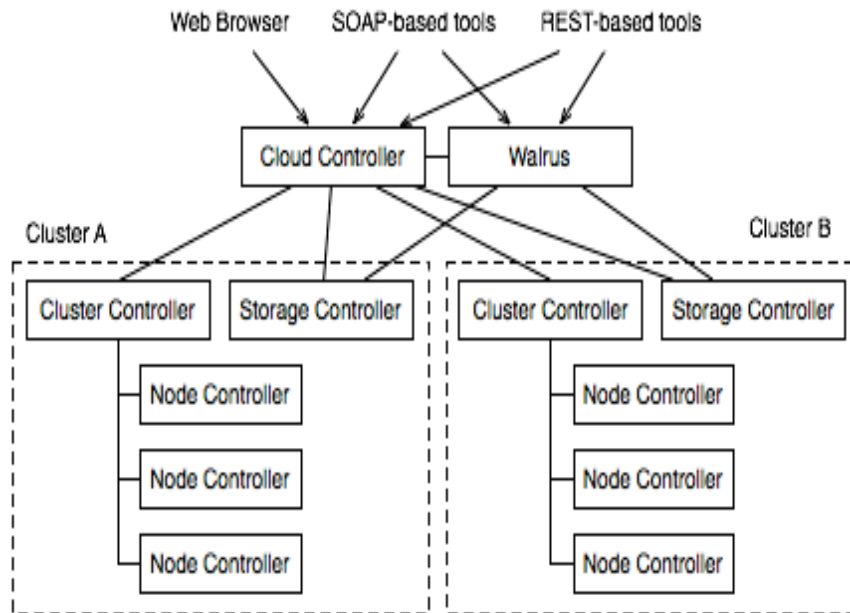 Web Browser
SOAP-based tools
REST-based tools
Cloud Controller
Walrus
Cluster A
Cluster B
Cluster Controller
Storage Controller
Cluster Controller
Storage Controller
Node Controller
Node Controller
Node Controller
Node Controller
Node Controller
Node Controller